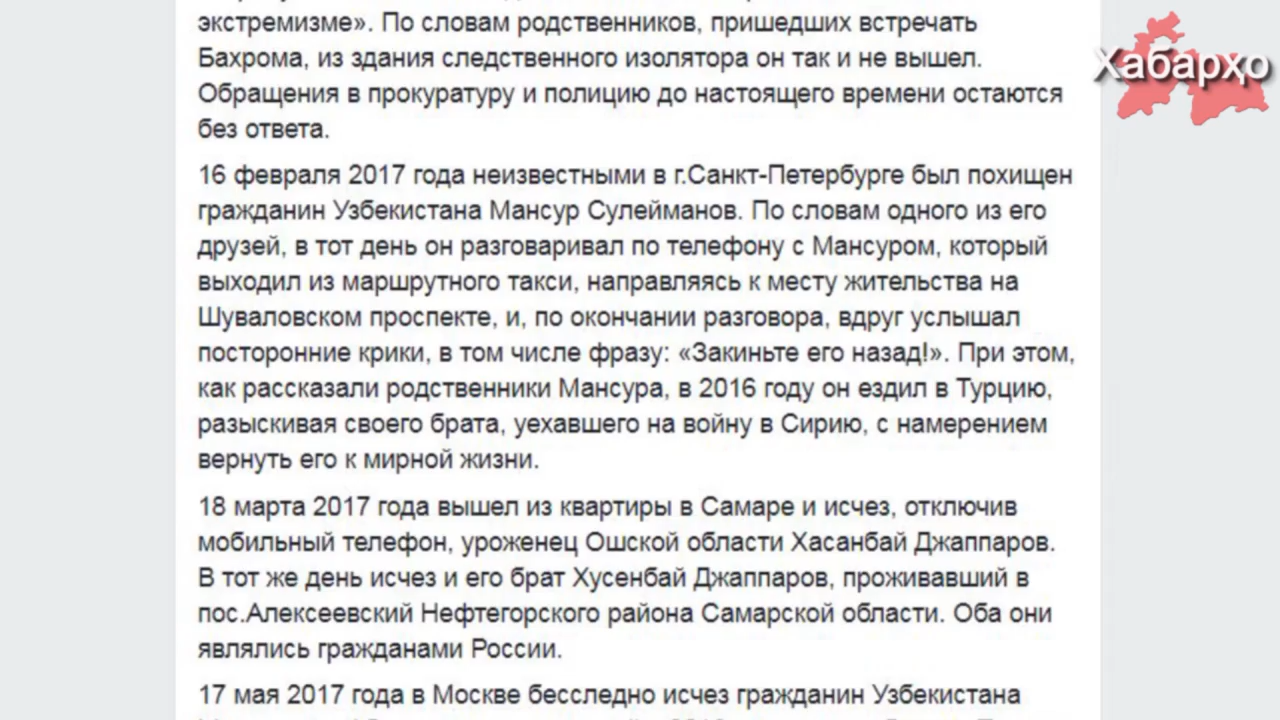 экстремизме». По словам родственников, пришедших встречать
Бахрома, из здания следственного изолятора он так и не вышел.
Обращения в прокуратуру и полицию до настоящего времени остаются
без ответа.
16 февраля 2017 года неизвестными в г.Санкт-Петербурге был похищен
гражданин Узбекистана Мансур Сулейманов. По словам одного из его
друзей, в тот день он разговаривал по телефону с Мансуром, который
выходил из маршрутного такси, направляясь к месту жительства на
Шуваловском проспекте, и, по окончании разговора, вдруг услышал
посторонние крики, в том числе фразу: «Закиньте его назад!». При этом,
как рассказали родственники Мансура, в 2016 году он ездил в Турцию,
разыскивая своего брата, уехавшего на войну в Сирию, с намерением
вернуть его к мирной жизни.
18 марта 2017 года вышел из квартиры в Самаре и исчез, отключив
мобильный телефон, уроженец Ошской области Хасанбай Джаппаров.
В тот же день исчез и его брат Хусенбай Джаппаров, проживавший в
пос.Алексеевский Нефтегорского района Самарской области. Оба они
являлись гражданами России.
17 мая 2017 года в Москве бесследно исчез гражданин Узбекистана
Хабарҳо